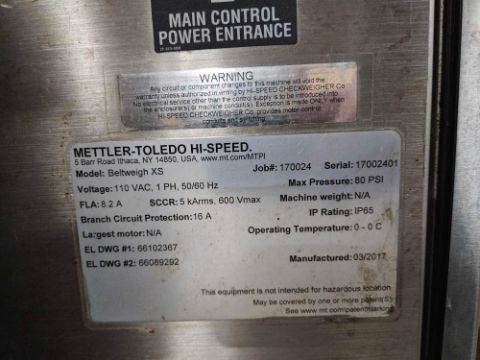 MAIN CONTROL
POWER ENTRANCE
WARNING
Any circuit or component changes to this machine will void the
warranty unless authorized in writing by HI-SPEED CHECKWEIGHER Co
No electrical service other than the control supply is to be introduced into
the enclosure(s) or machine conduit(s). Exception is made ONLY when
HI-SPEED CHECKWEIGHER Co. provides motor control
conduits and switching
METTLER-TOLEDO HI-SPEED.
5 Barr Road Ithaca, NY 14850, USA, www.mt.com/MTPI
Model: Beltweigh XS Job#: 170024 Serial: 17002401
Voltage: 110 VAC, 1 PH, 50/60 Hz Max Pressure: 80 PSI
FLA: 8.2 A SCCR: 5 kArms, 600 Vmax Machine weight: N/A
Branch Circuit Protection: 16 A IP Rating: IP65
Largest motor: N/A Operating Temperature: 0 - 0 C
EL DWG #1: 66102367
EL DWG #2: 66089292 Manufactured: 03/2017
This equipment is not intended for hazardous location
May be covered by one or more patent(S)
See www.mt.com/patentmarking